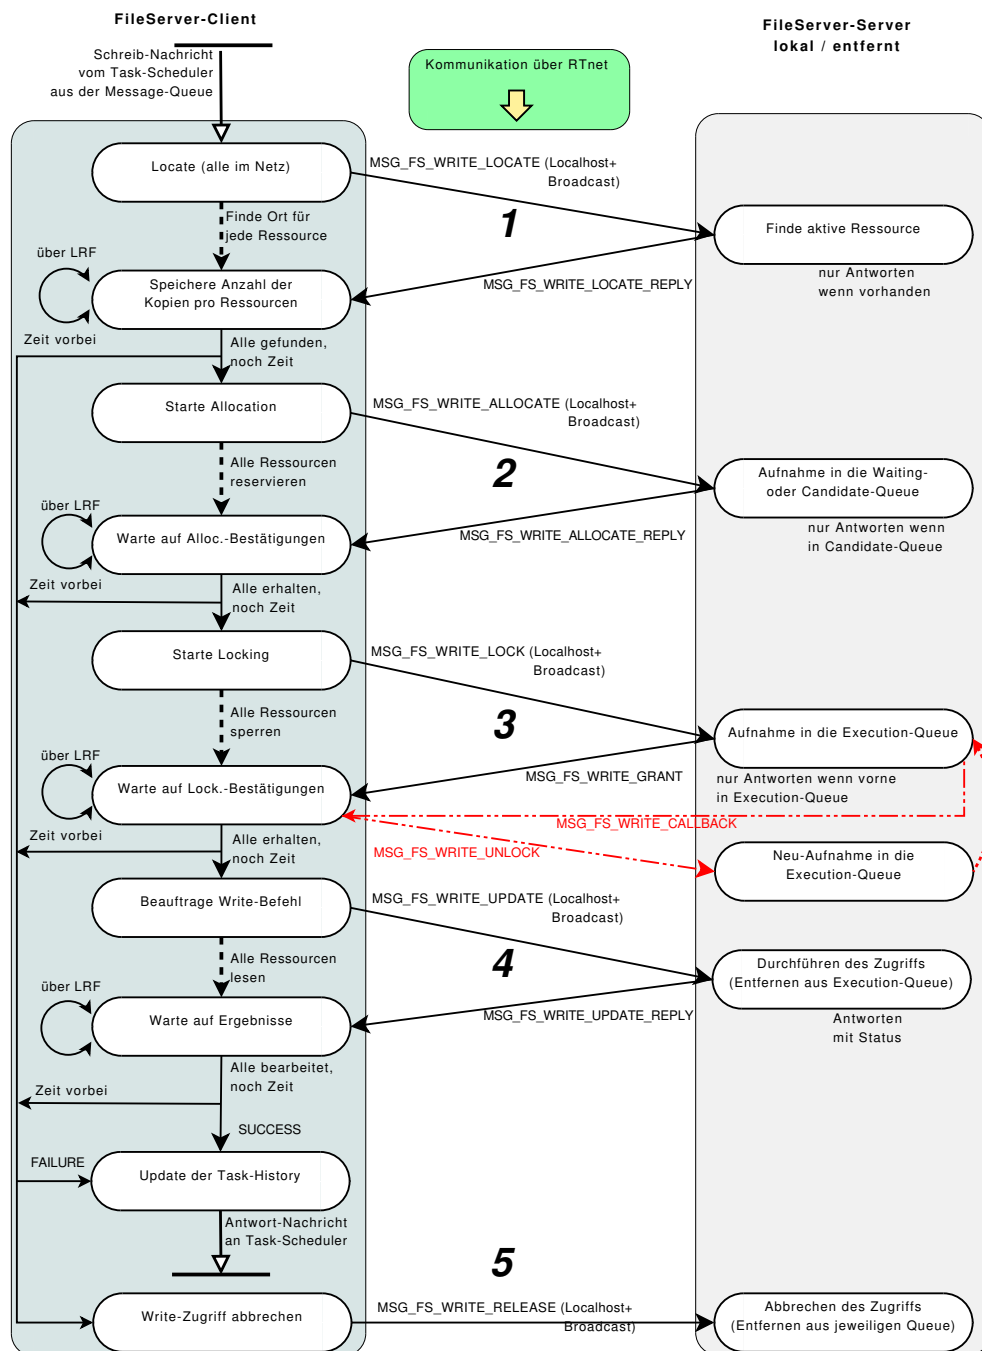 FileServer-Client
FileServer-Server
lokal / entfernt
Schreib-Nachricht
vom Task-Scheduler
aus der Message-Queue
Kommunikation über RTnet
Locate (alle im Netz)
MSG_FS_WRITE_LOCATE (Localhost+
Broadcast)
1
Finde Ort für
jede Ressource
Finde aktive Ressource
über LRF
Speichere Anzahl der
Kopien pro Ressourcen
MSG_FS_WRITE_LOCATE_REPLY
nur Antworten
wenn vorhanden
Zeit vorbei
Alle gefunden,
noch Zeit
Starte Allocation
MSG_FS_WRITE_ALLOCATE (Localhost+
Broadcast)
2
Alle Ressourcen
reservieren
Aufnahme in die Waiting-
oder Candidate-Queue
über LRF
Warte auf Alloc.-Bestätigungen
MSG_FS_WRITE_ALLOCATE_REPLY
nur Antworten wenn
in Candidate-Queue
Zeit vorbei
Alle erhalten,
noch Zeit
Starte Locking
MSG_FS_WRITE_LOCK (Localhost+
Broadcast)
3
Alle Ressourcen
sperren
Aufnahme in die Execution-Queue
über LRF
Warte auf Lock.-Bestätigungen
MSG_FS_WRITE_GRANT
nur Antworten wenn vorne
in Execution-Queue
MSG_FS_WRITE_CALLBACK
Zeit vorbei
Alle erhalten,
noch Zeit
MSG_FS_WRITE_UNLOCK
Neu-Aufnahme in die
Execution-Queue
Beauftrage Write-Befehl
MSG_FS_WRITE_UPDATE (Localhost+
Broadcast)
4
Alle Ressourcen
lesen
Durchführen des Zugriffs
(Entfernen aus Execution-Queue)
über LRF
Warte auf Ergebnisse
MSG_FS_WRITE_UPDATE_REPLY
Antworten
mit Status
Zeit vorbei
Alle bearbeitet,
noch Zeit
SUCCESS
FAILURE
Update der Task-History
Antwort-Nachricht
an Task-Scheduler
5
Write-Zugriff abbrechen
MSG_FS_WRITE_RELEASE (Localhost+
Broadcast)
Abbrechen des Zugriffs
(Entfernen aus jeweiligen Queue)